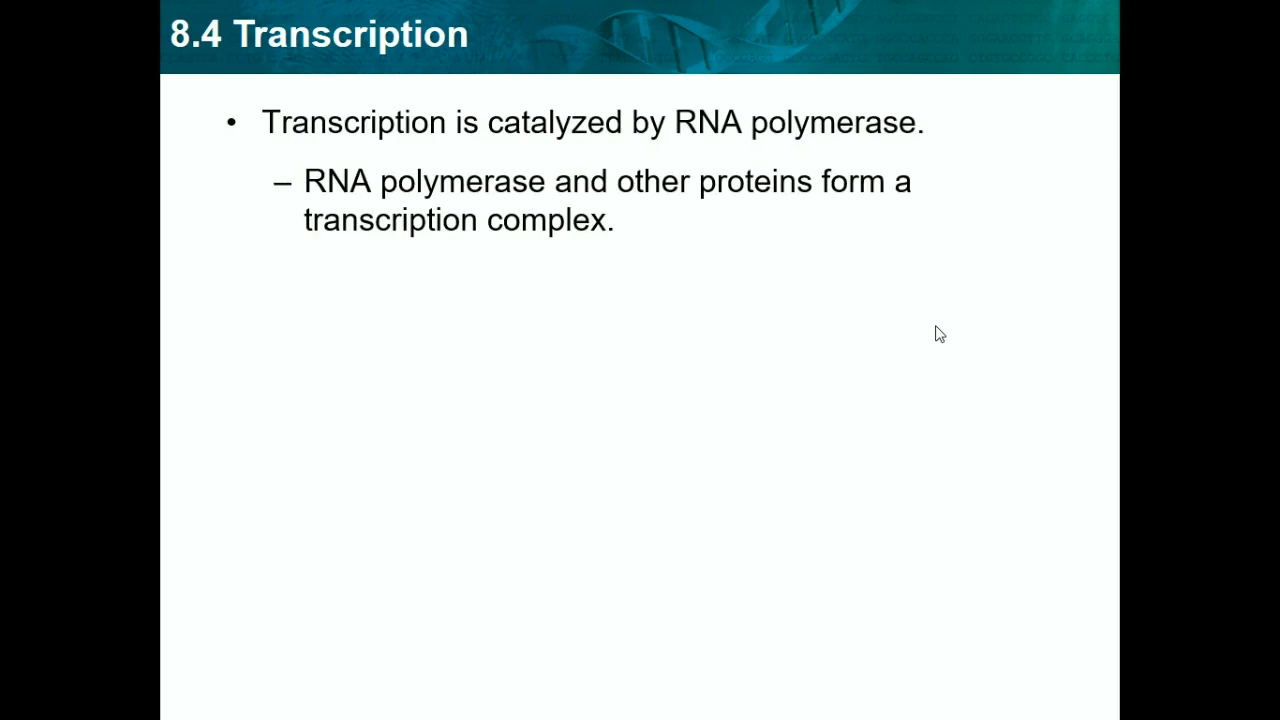 8.4 Transcription
• Transcription is catalyzed by RNA polymerase.
– RNA polymerase and other proteins form a
transcription complex.